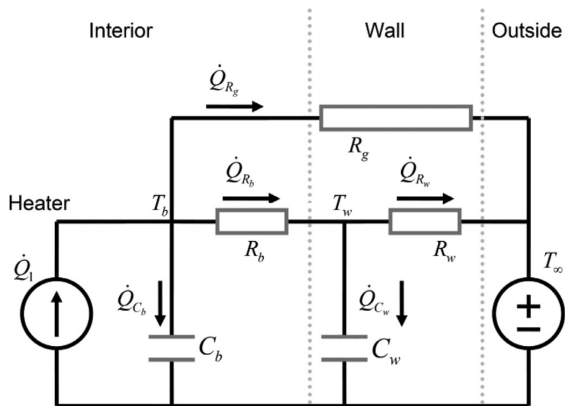 Interior Wall Outside
Q̇_{R_g}
R_g
Q̇_{R_b} Q̇_{R_w}
Heater T_b T_w
R_b R_w
T_∞
Q̇_1 Q̇_{C_b} Q̇_{C_w}
+
−
C_b C_w